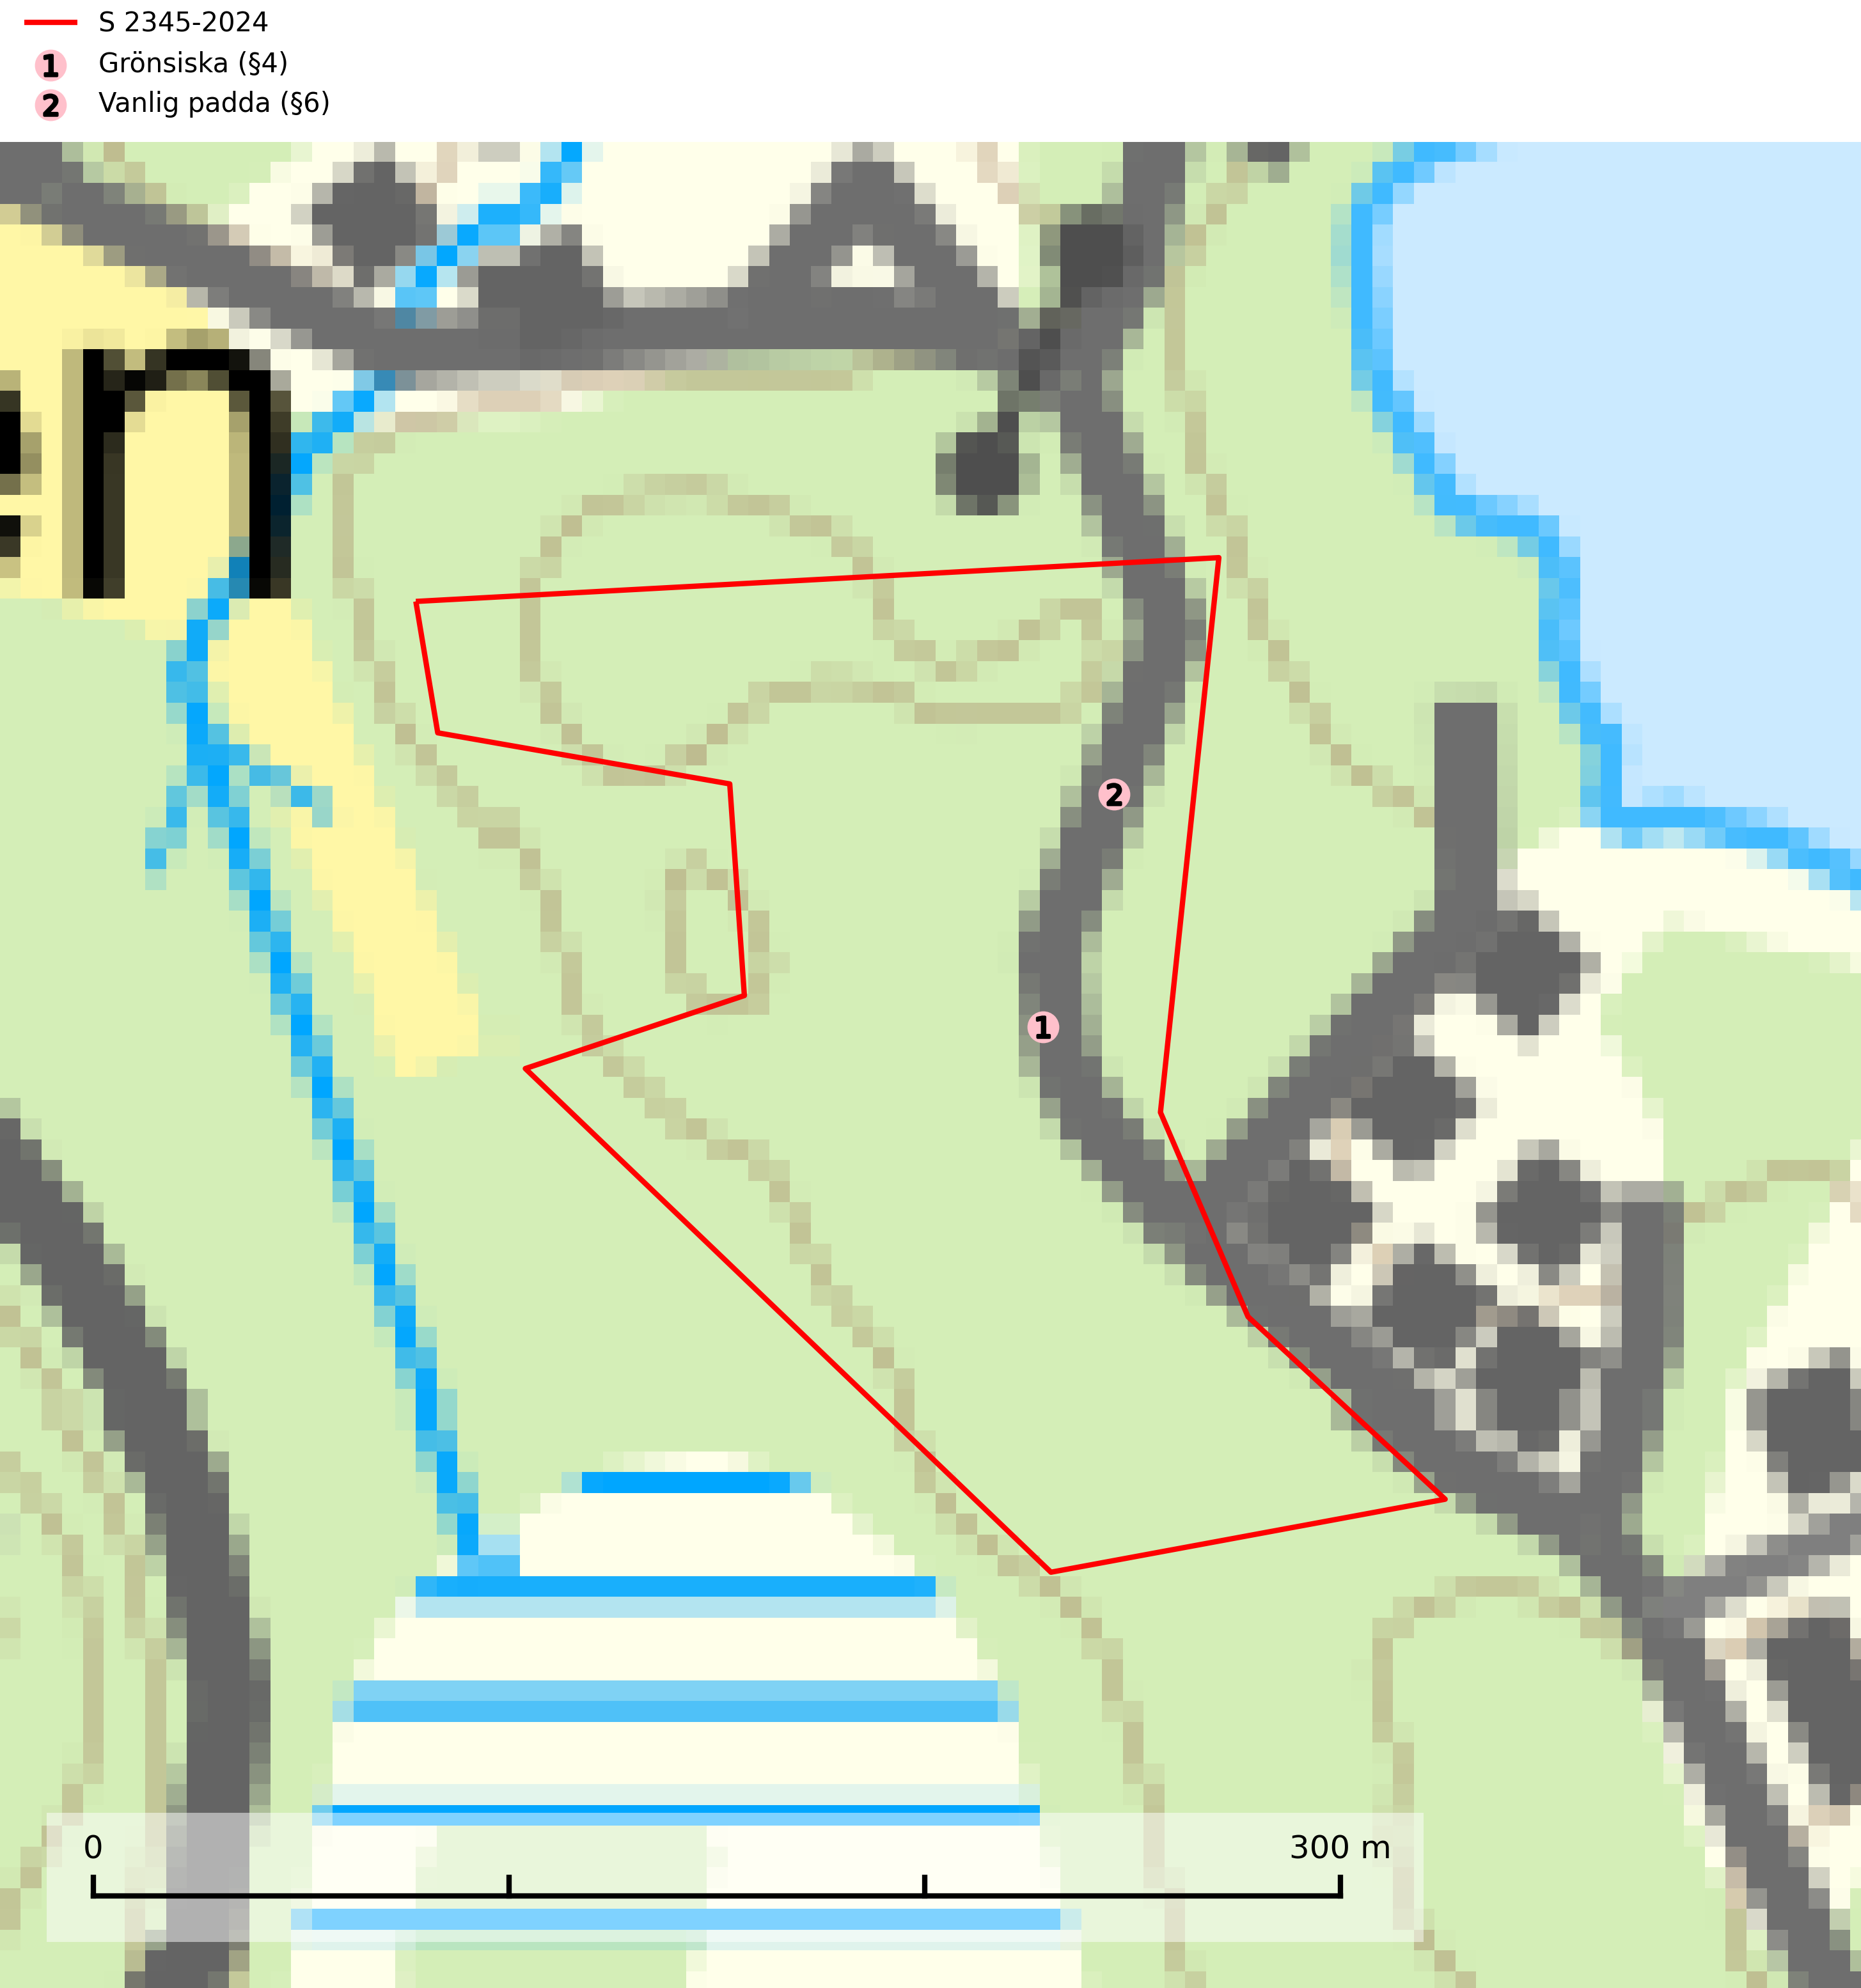 S 2345-2024
1 Grönsiska (§4)
2 Vanlig padda (§6)
2
1
0 300 m